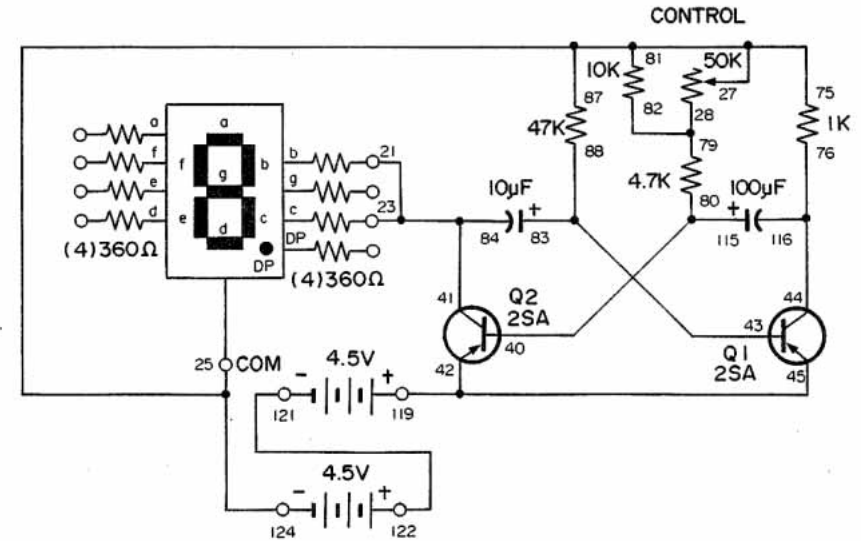 CONTROL
10K
81
82
50K
27
28
87
47K
88
75
1K
76
79
4.7K
80
10µF
+
84
83
100µF
+
115
116
a
f
e
d
a
f
b
g
e
c
d
DP
b
21
g
c
23
DP
(4)360Ω
(4)360Ω
41
Q2
2SA
40
42
44
43
Q1
2SA
45
25
COM
4.5V
-
+
121
119
4.5V
-
+
124
122